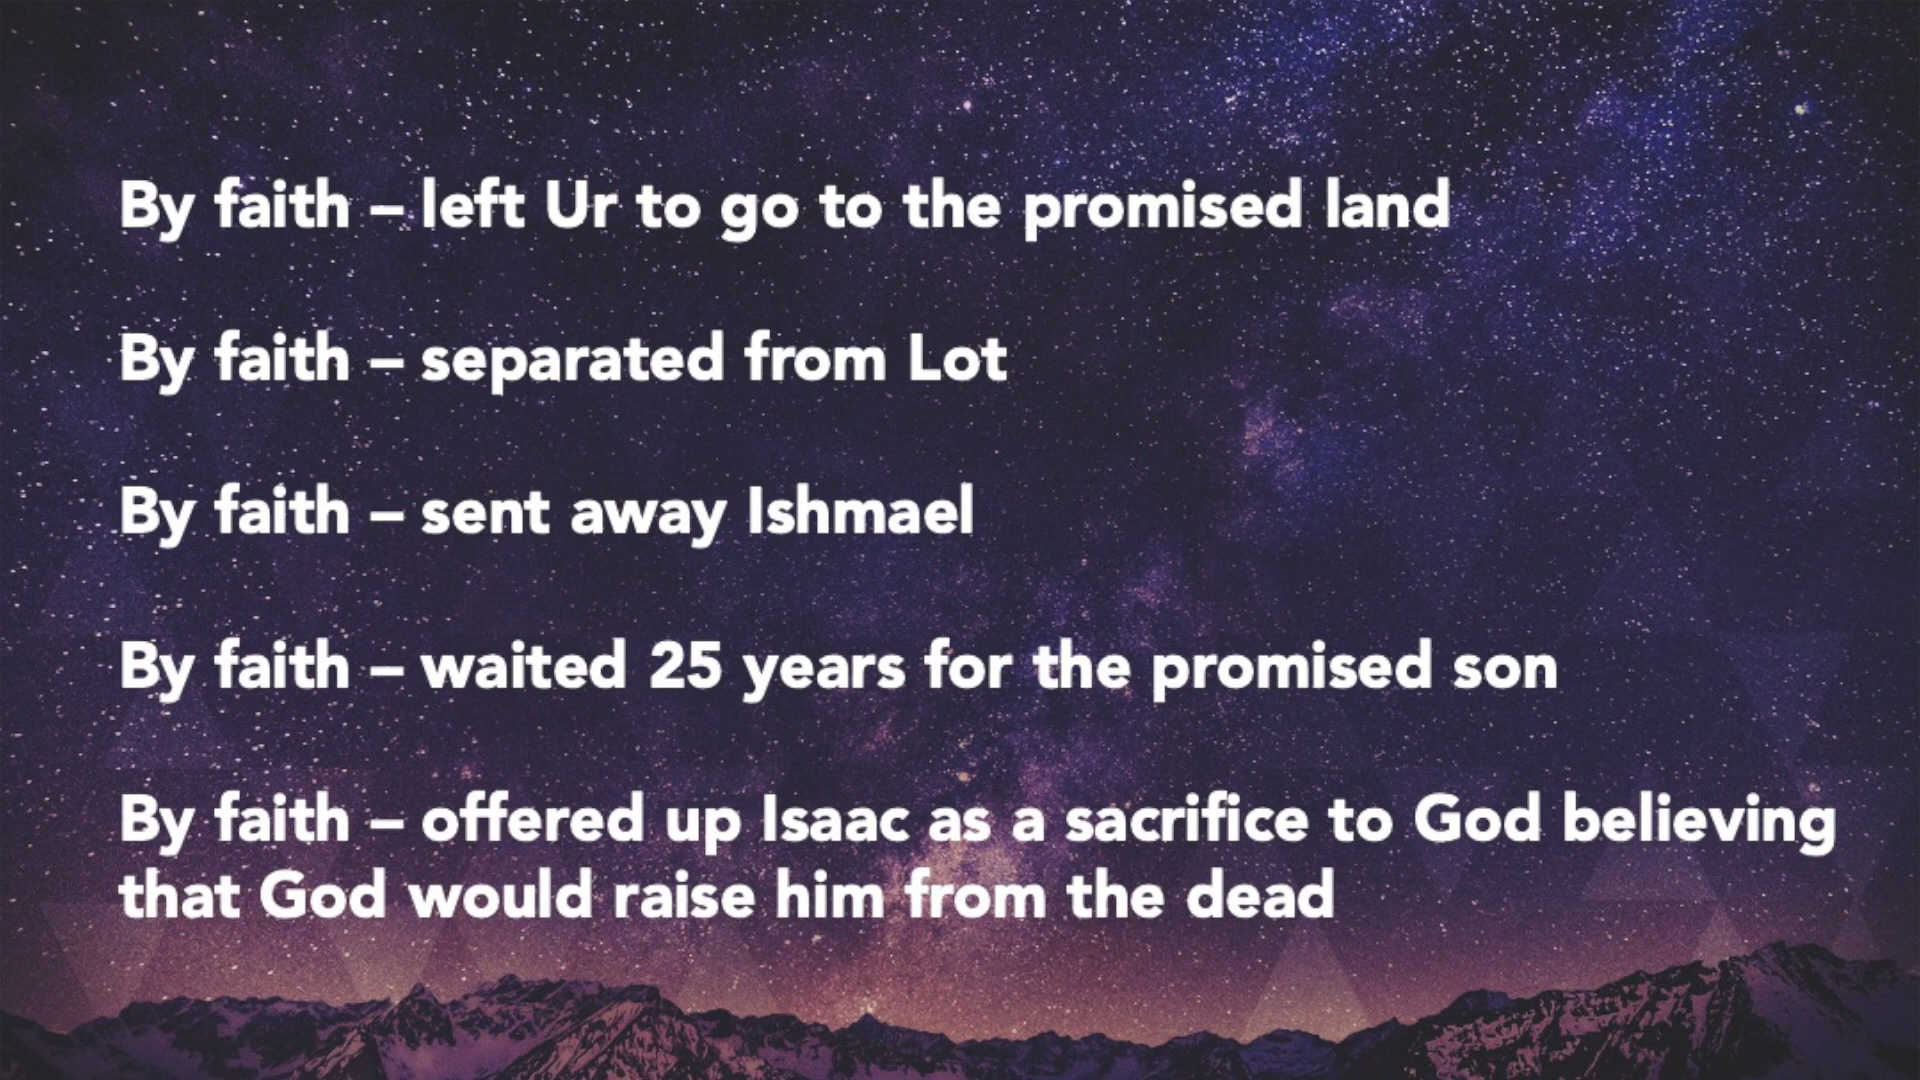 By faith – left Ur to go to the promised land
By faith – separated from Lot
By faith – sent away Ishmael
By faith – waited 25 years for the promised son
By faith – offered up Isaac as a sacrifice to God believing
that God would raise him from the dead